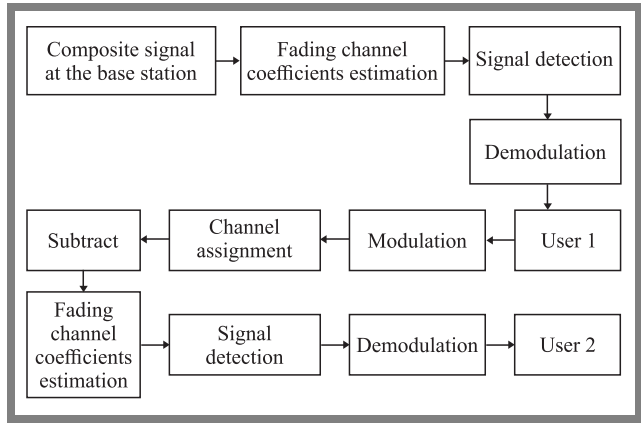 Composite signal
at the base station
Fading channel
coefficients estimation
Signal detection
Demodulation
User 1
Modulation
Channel
assignment
Subtract
Fading
channel
coefficients
estimation
Signal
detection
Demodulation
User 2